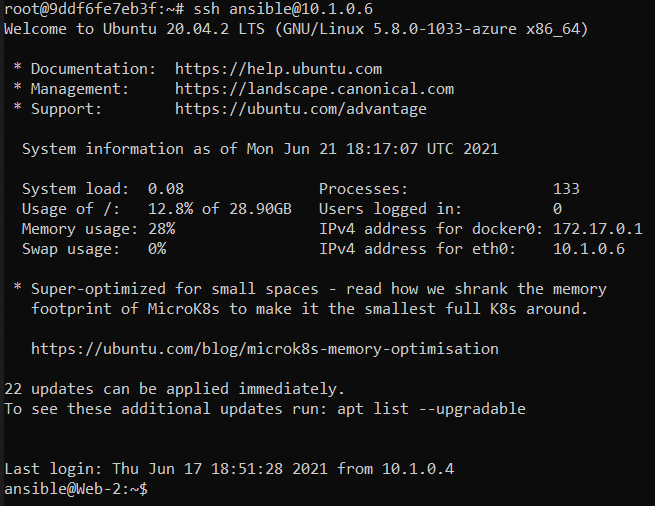 root@9ddf6fe7eb3f:~# ssh ansible@10.1.0.6
Welcome to Ubuntu 20.04.2 LTS (GNU/Linux 5.8.0-1033-azure x86_64)

 * Documentation:  https://help.ubuntu.com
 * Management:     https://landscape.canonical.com
 * Support:        https://ubuntu.com/advantage

  System information as of Mon Jun 21 18:17:07 UTC 2021

  System load:  0.08               Processes:               133
  Usage of /:   12.8% of 28.90GB   Users logged in:         0
  Memory usage: 28%                IPv4 address for docker0: 172.17.0.1
  Swap usage:   0%                 IPv4 address for eth0:    10.1.0.6

 * Super-optimized for small spaces - read how we shrank the memory
   footprint of MicroK8s to make it the smallest full K8s around.

   https://ubuntu.com/blog/microk8s-memory-optimisation

22 updates can be applied immediately.
To see these additional updates run: apt list --upgradable


Last login: Thu Jun 17 18:51:28 2021 from 10.1.0.4
ansible@Web-2:~$